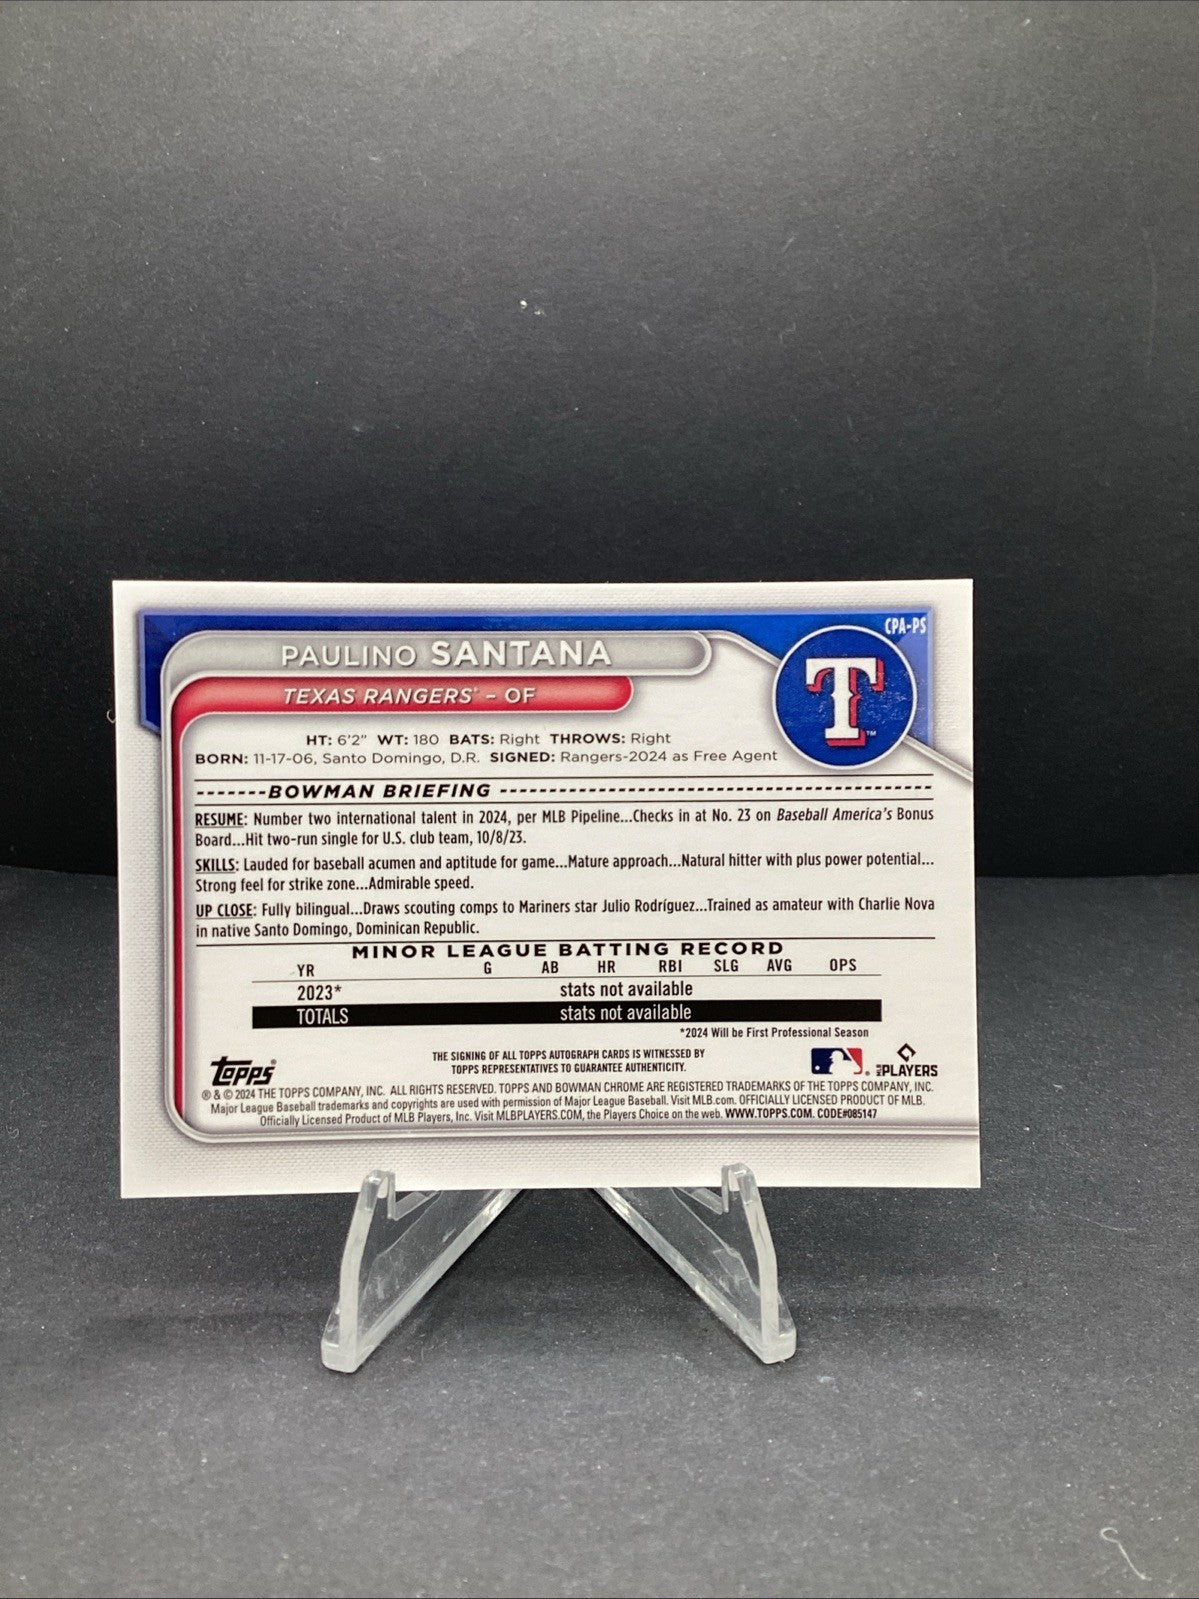 CPA-PS
PAULINO SANTANA
TEXAS RANGERS® – OF
T™
HT: 6'2" WT: 180 BATS: Right THROWS: Right
BORN: 11-17-06, Santo Domingo, D.R. SIGNED: Rangers-2024 as Free Agent
BOWMAN BRIEFING
RESUME: Number two international talent in 2024, per MLB Pipeline...Checks in at No. 23 on Baseball America's Bonus
Board...Hit two-run single for U.S. club team, 10/8/23.
SKILLS: Lauded for baseball acumen and aptitude for game...Mature approach...Natural hitter with plus power potential...
Strong feel for strike zone...Admirable speed.
UP CLOSE: Fully bilingual...Draws scouting comps to Mariners star Julio Rodríguez...Trained as amateur with Charlie Nova
in native Santo Domingo, Dominican Republic.
MINOR LEAGUE BATTING RECORD
YR G AB HR RBI SLG AVG OPS
2023* stats not available
TOTALS stats not available
*2024 Will be First Professional Season
THE SIGNING OF ALL TOPPS AUTOGRAPH CARDS IS WITNESSED BY
TOPPS REPRESENTATIVES TO GUARANTEE AUTHENTICITY.
Topps®
MLB PLAYERS
® & © 2024 THE TOPPS COMPANY, INC. ALL RIGHTS RESERVED. TOPPS AND BOWMAN CHROME ARE REGISTERED TRADEMARKS OF THE TOPPS COMPANY, INC.
Major League Baseball trademarks and copyrights are used with permission of Major League Baseball. Visit MLB.com. OFFICIALLY LICENSED PRODUCT OF MLB.
Officially Licensed Product of MLB Players, Inc. Visit MLBPLAYERS.COM, the Players Choice on the web. WWW.TOPPS.COM. CODE#085147